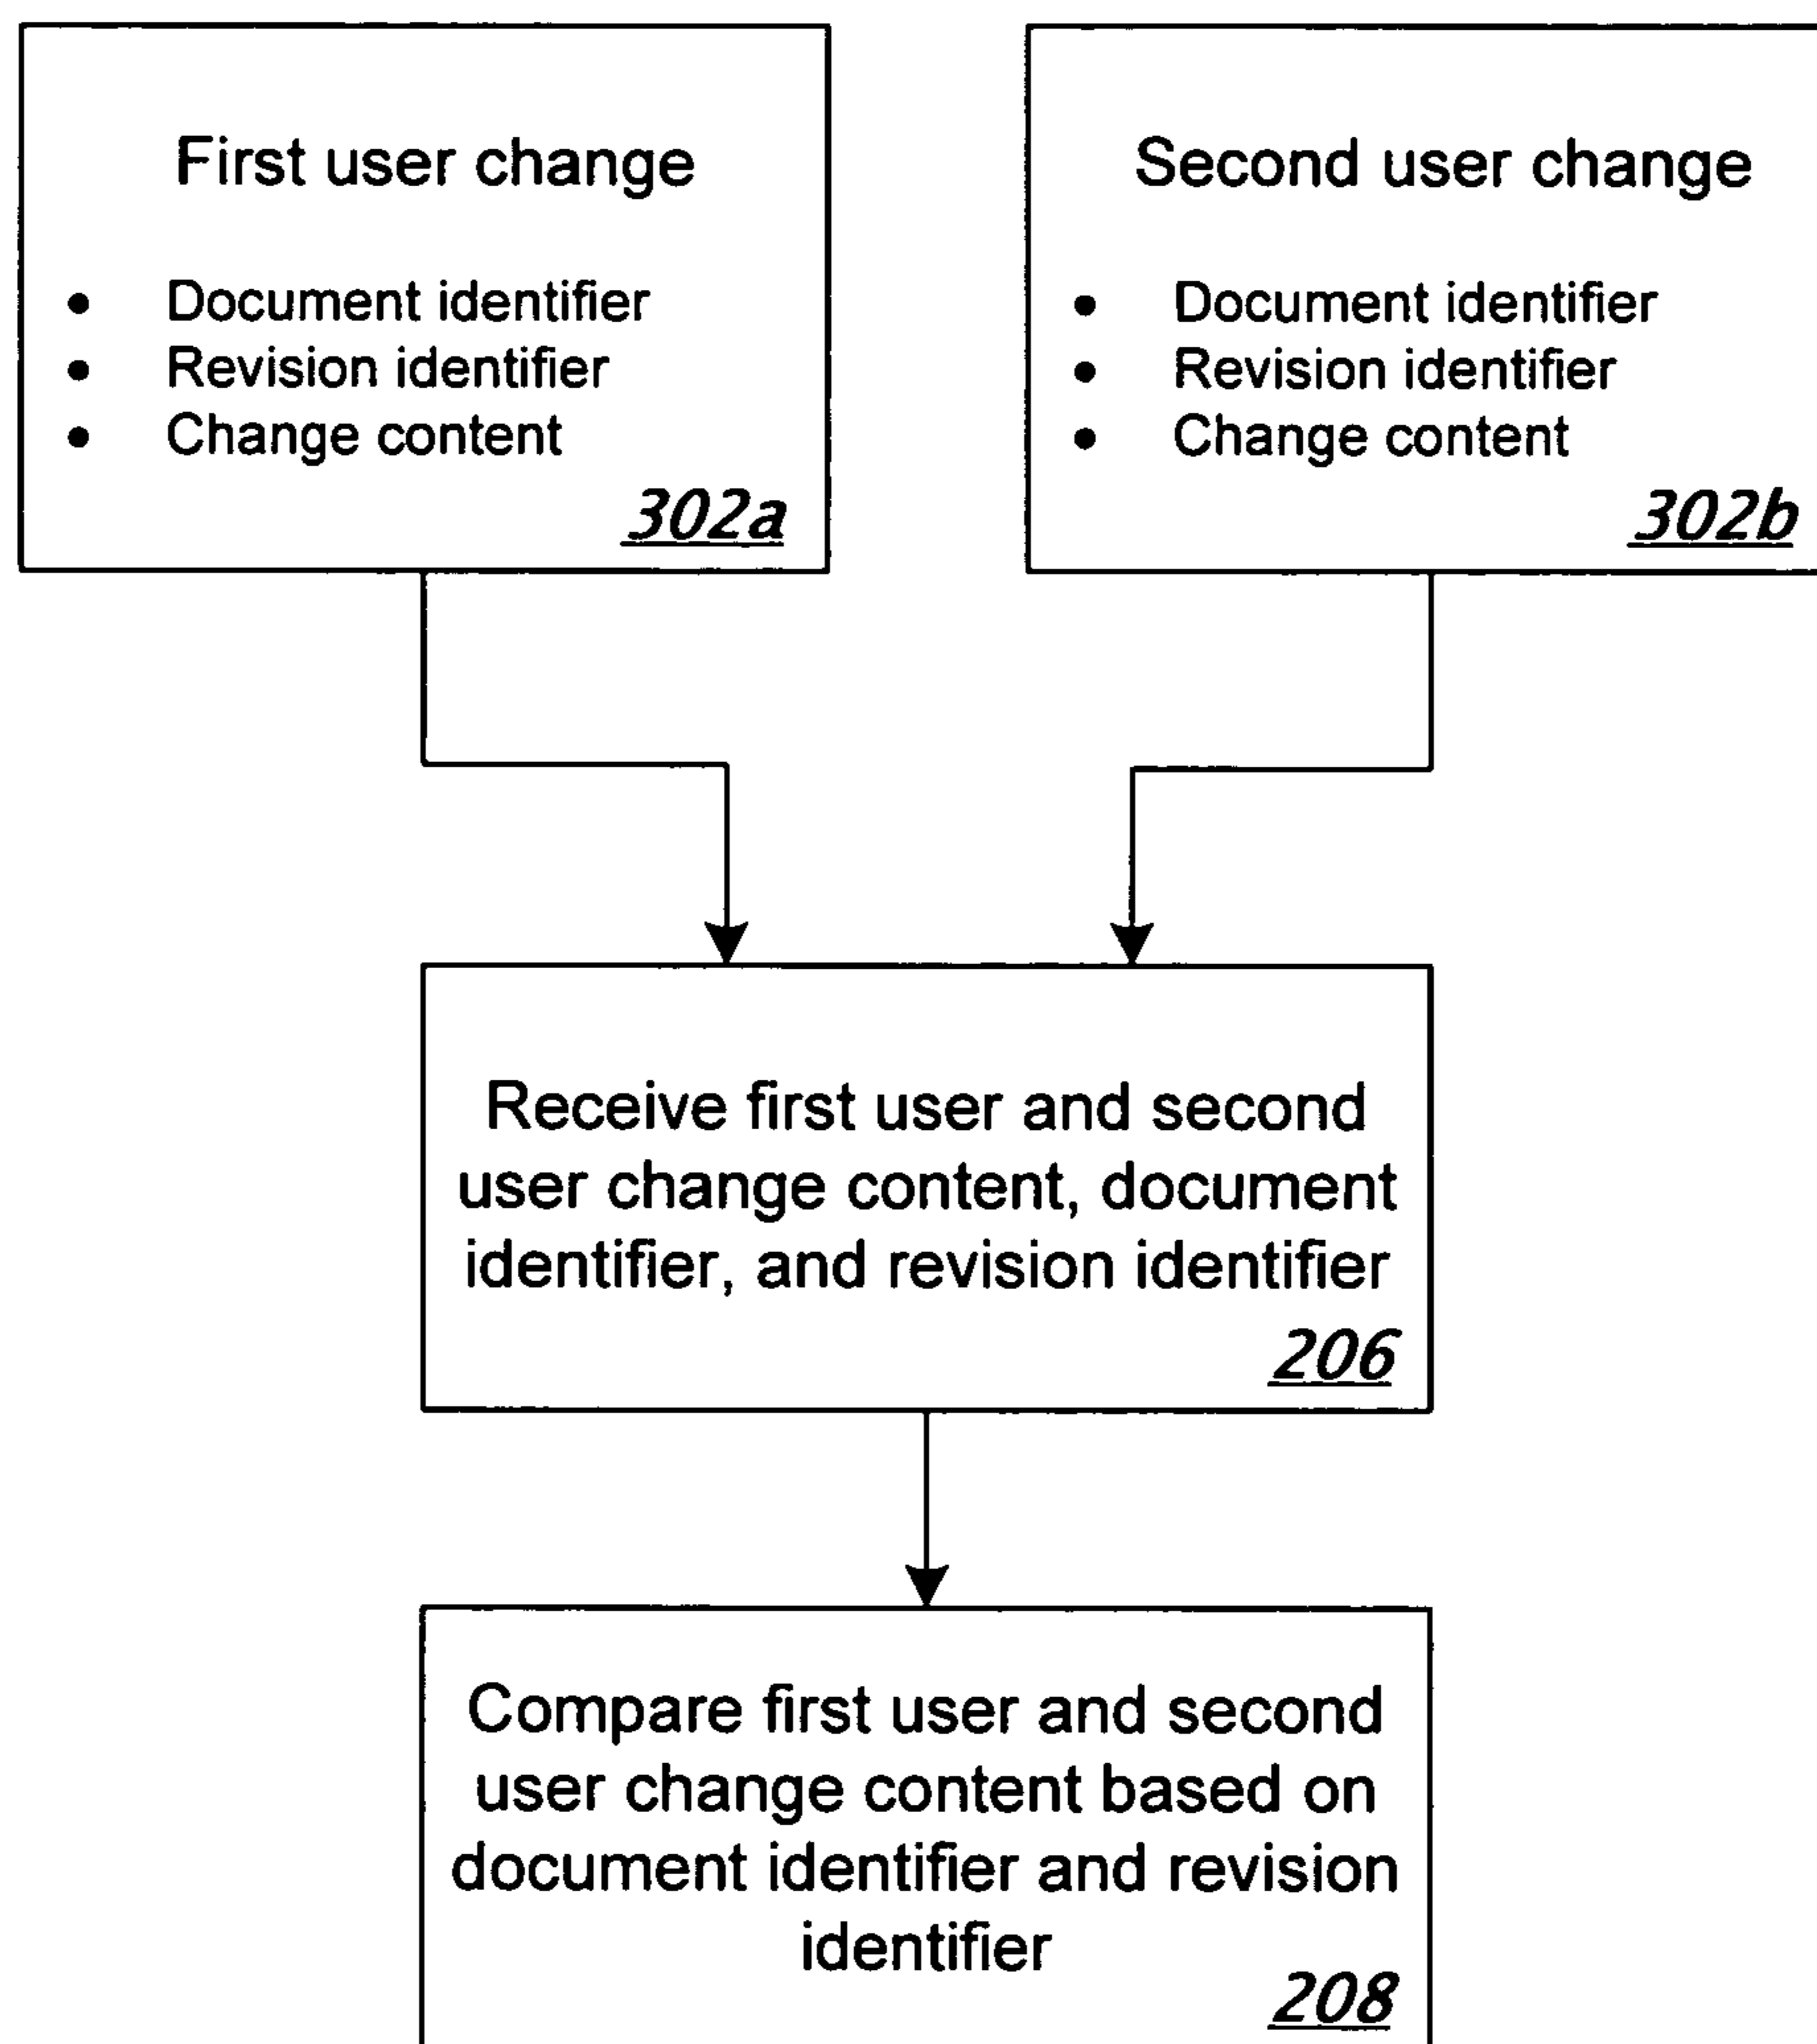 First user change
• Document identifier
• Revision identifier
• Change content
302a
Second user change
• Document identifier
• Revision identifier
• Change content
302b
Receive first user and second
user change content, document
identifier, and revision identifier
206
Compare first user and second
user change content based on
document identifier and revision
identifier
208